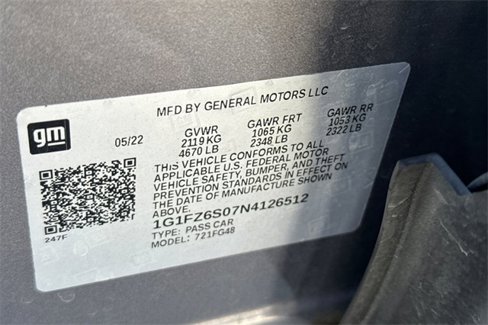 MFD BY GENERAL MOTORS LLC
gm
05/22
GVWR GAWR FRT GAWR RR
2119 KG 1065 KG 1053 KG
4670 LB 2348 LB 2322 LB
THIS VEHICLE CONFORMS TO ALL
APPLICABLE U.S. FEDERAL MOTOR
VEHICLE SAFETY, BUMPER, AND THEFT
PREVENTION STANDARDS IN EFFECT ON
THE DATE OF MANUFACTURE SHOWN
ABOVE.
1G1FZ6S07N4126512
TYPE: PASS CAR
MODEL: 721FG48
247F